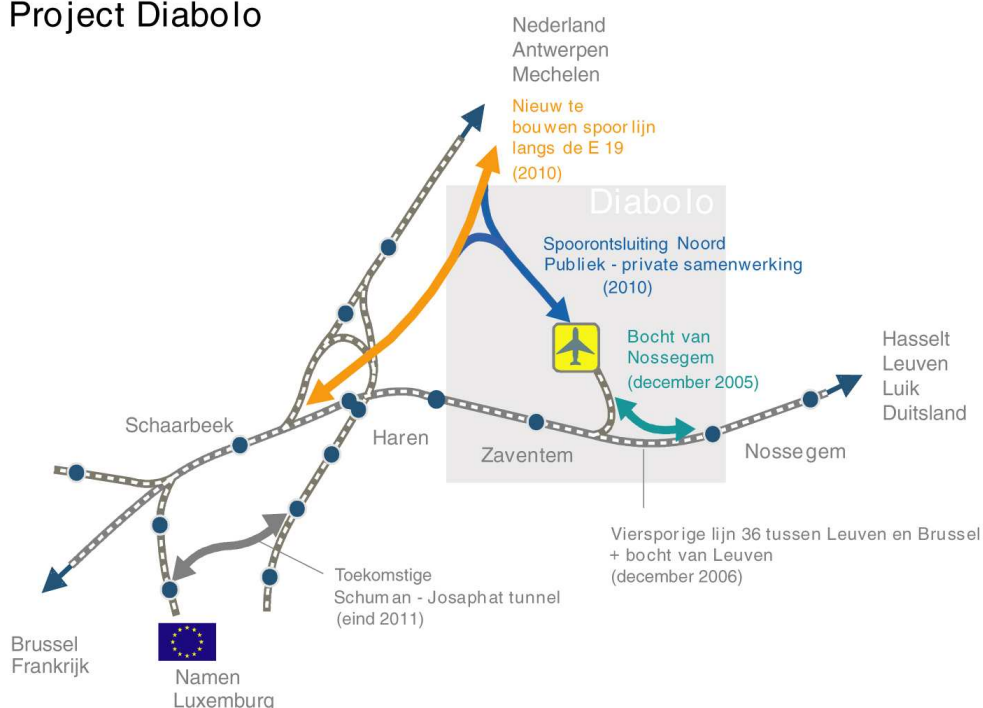 Project Diabolo
Nederland
Antwerpen
Mechelen
Nieuw te
bouwen spoorlijn
langs de E 19
(2010)
Diabolo
Spoorontsluiting Noord
Publiek - private samenwerking
(2010)
Bocht van
Nossegem
(december 2005)
Hasselt
Leuven
Luik
Duitsland
Schaarbeek
Haren
Zaventem
Nossegem
Viersporige lijn 36 tussen Leuven en Brussel
+ bocht van Leuven
(december 2006)
Toekomstige
Schuman - Josaphat tunnel
(eind 2011)
Brussel
Frankrijk
Namen
Luxemburg